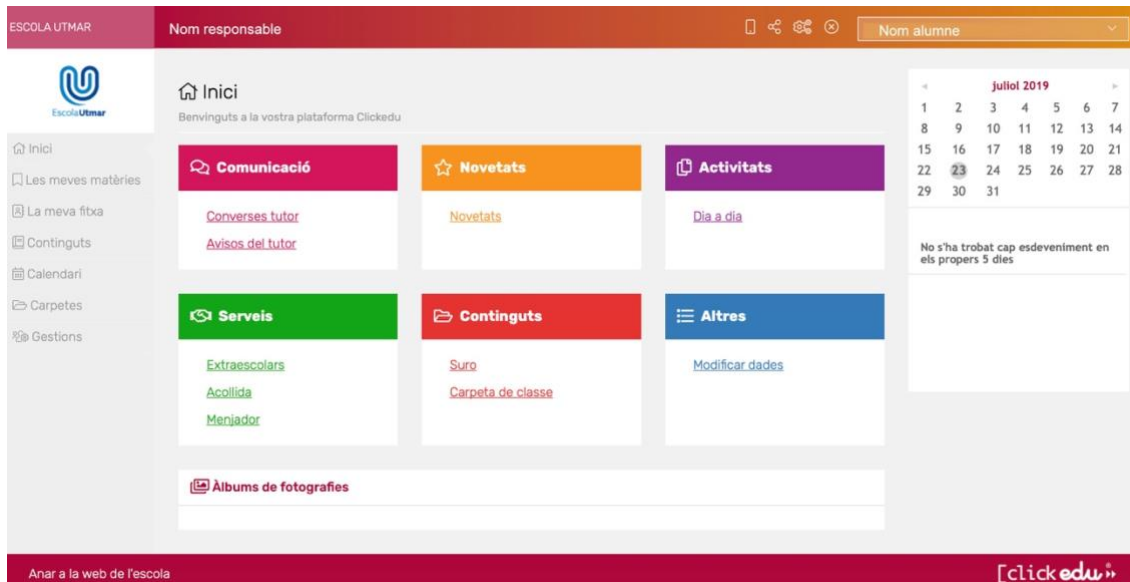 ESCOLA UTMAR
Nom responsable
Nom alumne
EscolaUtmar
Inici
Les meves matèries
La meva fitxa
Continguts
Calendari
Carpetes
Gestions
Inici
Benvinguts a la vostra plataforma Clickedu
Comunicació
Converses tutor
Avisos del tutor
Novetats
Novetats
Activitats
Dia a dia
Serveis
Extraescolars
Acollida
Menjador
Continguts
Suro
Carpeta de classe
Altres
Modificar dades
Àlbums de fotografies
juliol 2019
1 2 3 4 5 6 7
8 9 10 11 12 13 14
15 16 17 18 19 20 21
22 23 24 25 26 27 28
29 30 31
No s'ha trobat cap esdeveniment en
els propers 5 dies
Anar a la web de l'escola
[clickedu